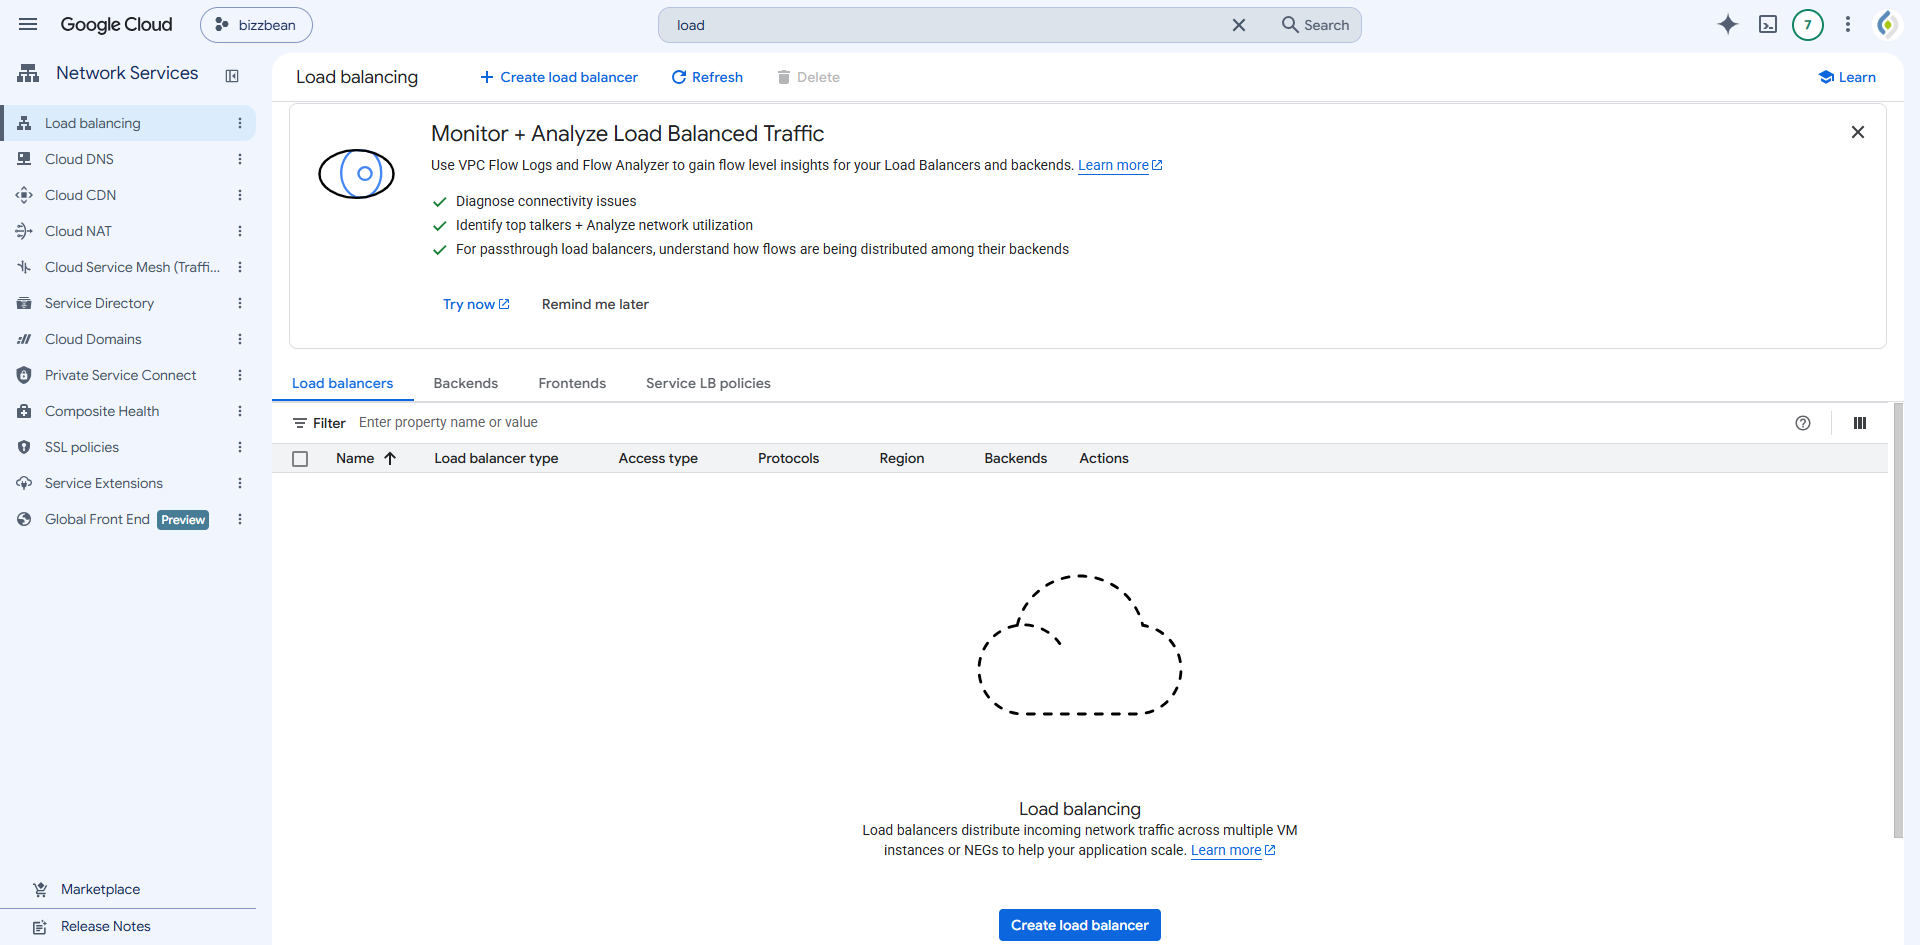 Google Cloud
bizzbean
load
Search
7
Network Services
Load balancing
Cloud DNS
Cloud CDN
Cloud NAT
Cloud Service Mesh (Traffi...
Service Directory
Cloud Domains
Private Service Connect
Composite Health
SSL policies
Service Extensions
Global Front End Preview
Marketplace
Release Notes
Load balancing
Create load balancer
Refresh
Delete
Learn
Monitor + Analyze Load Balanced Traffic
Use VPC Flow Logs and Flow Analyzer to gain flow level insights for your Load Balancers and backends. Learn more
Diagnose connectivity issues
Identify top talkers + Analyze network utilization
For passthrough load balancers, understand how flows are being distributed among their backends
Try now Remind me later
Load balancers Backends Frontends Service LB policies
Filter Enter property name or value
Name Load balancer type Access type Protocols Region Backends Actions
Load balancing
Load balancers distribute incoming network traffic across multiple VM
instances or NEGs to help your application scale. Learn more
Create load balancer